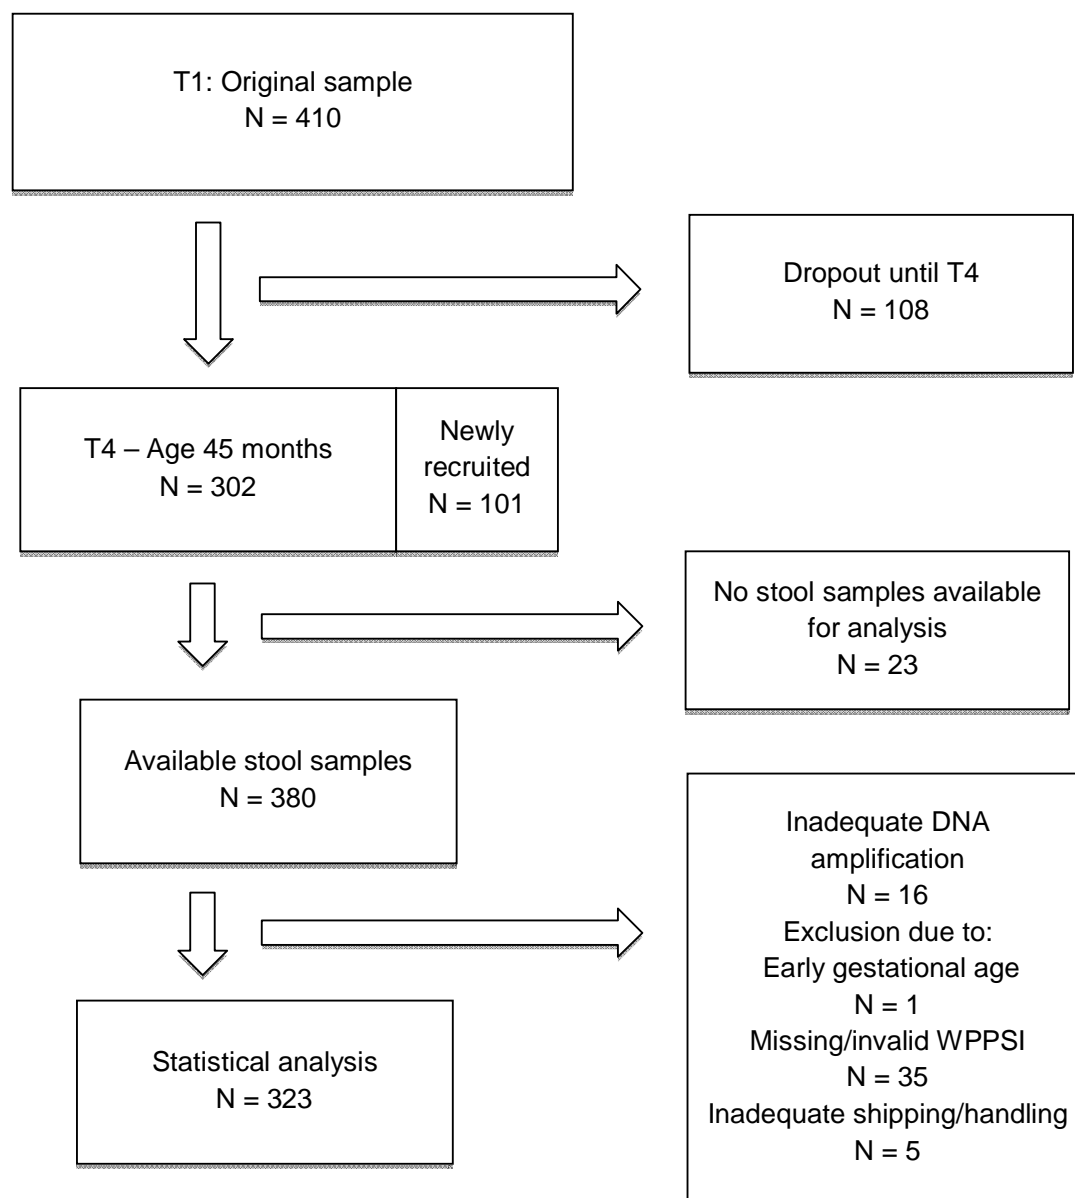 T1: Original sample
N = 410
Dropout until T4
N = 108
T4 – Age 45 months
N = 302
Newly
recruited
N = 101
No stool samples available
for analysis
N = 23
Available stool samples
N = 380
Inadequate DNA
amplification
N = 16
Exclusion due to:
Early gestational age
N = 1
Missing/invalid WPPSI
N = 35
Inadequate shipping/handling
N = 5
Statistical analysis
N = 323